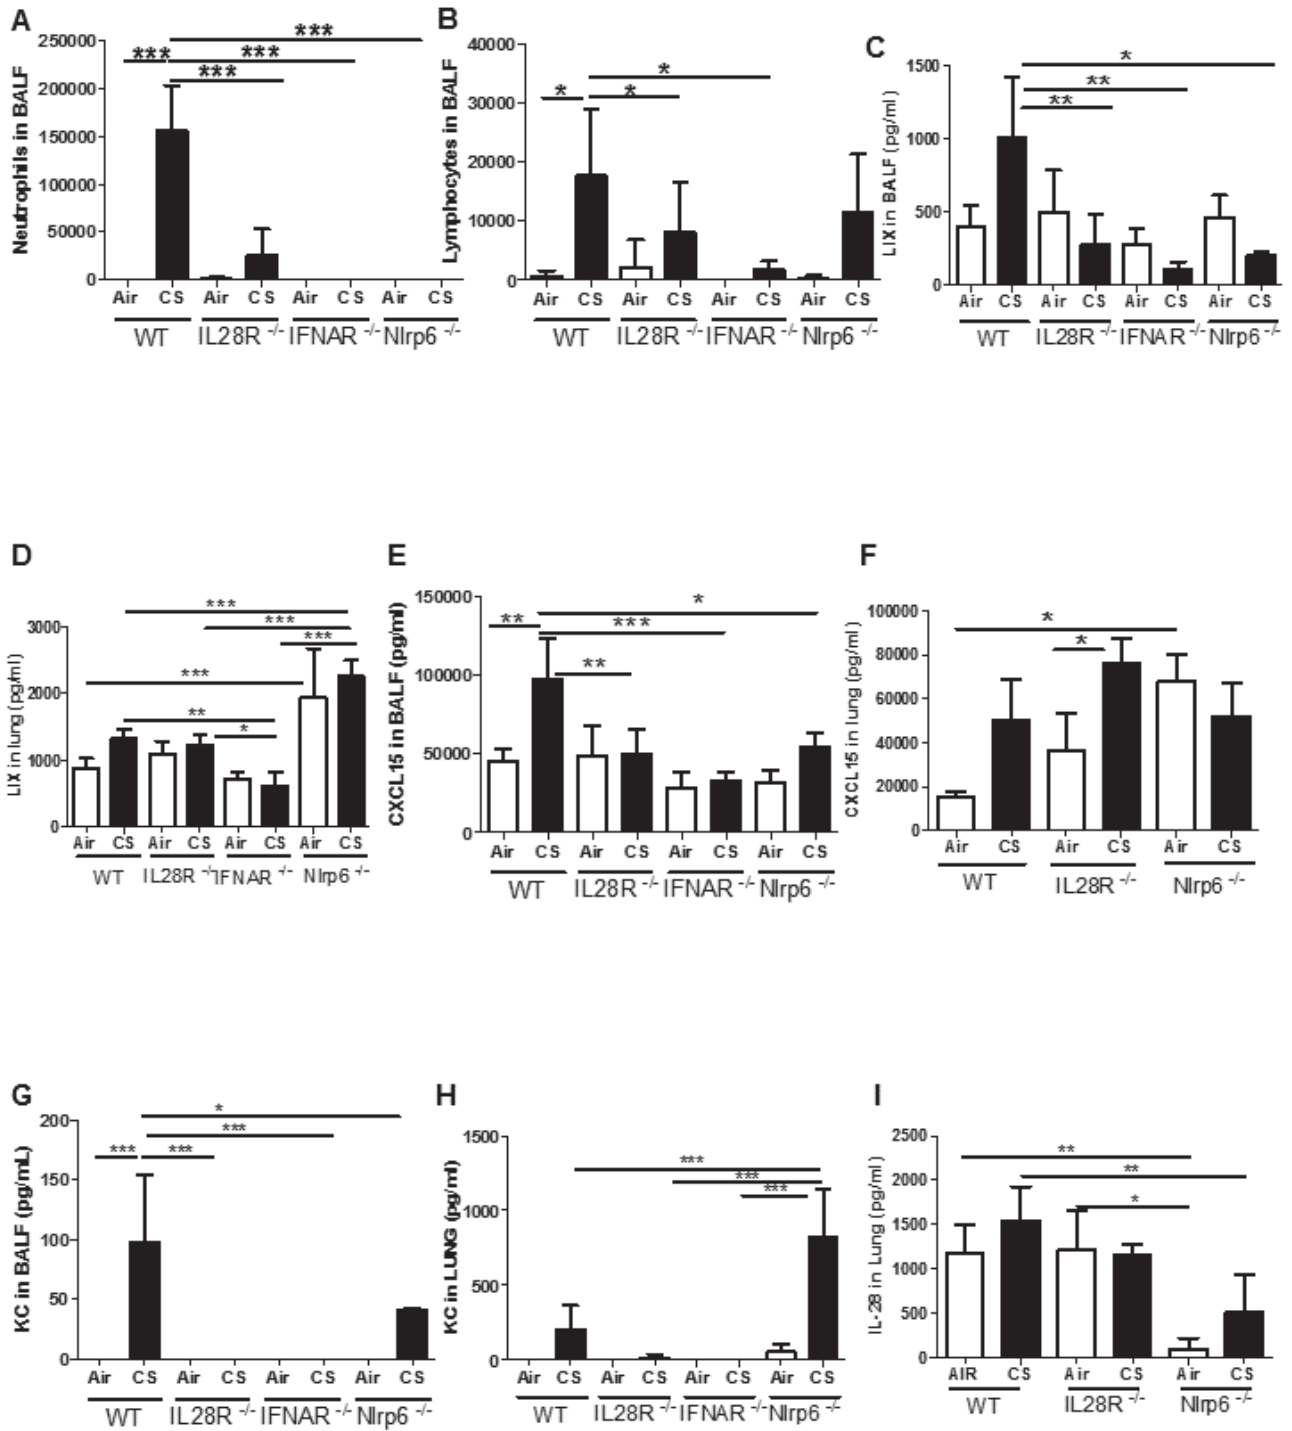 A
Neutrophils in BALF
250000
200000
150000
100000
50000
0
***
***
***
***
Air CS Air CS Air CS Air CS
WT IL28R -/- IFNAR -/- Nlrp6 -/-
B
Lymphocytes in BALF
40000
30000
20000
10000
0
*
*
*
Air CS Air CS Air CS Air CS
WT IL28R -/- IFNAR -/- Nlrp6 -/-
C
LIX in BALF (pg/ml)
1500
1000
500
0
*
**
**
Air CS Air CS Air CS Air CS
WT IL28R -/- IFNAR -/- Nlrp6 -/-
D
LIX in lung (pg/ml)
3000
2000
1000
0
***
***
***
***
**
*
Air CS Air CS Air CS Air CS
WT IL28R -/- IFNAR -/- Nlrp6 -/-
E
CXCL15 in BALF (pg/ml)
150000
100000
50000
0
*
**
***
**
Air CS Air CS Air CS Air CS
WT IL28R -/- IFNAR -/- Nlrp6 -/-
F
CXCL15 in lung (pg/ml)
100000
80000
60000
40000
20000
0
*
*
Air CS Air CS Air CS
WT IL28R -/- Nlrp6 -/-
G
KC in BALF (pg/mL)
200
150
100
50
0
*
***
*** ***
Air CS Air CS Air CS Air CS
WT IL28R -/- IFNAR -/- Nlrp6 -/-
H
KC in LUNG (pg/ml)
1500
1000
500
0
***
***
***
Air CS Air CS Air CS Air CS
WT IL28R -/- IFNAR -/- Nlrp6 -/-
I
IL-28 in Lung (pg/ml)
2500
2000
1500
1000
500
0
**
**
*
AIR CS Air CS Air CS
WT IL28R -/- Nlrp6 -/-